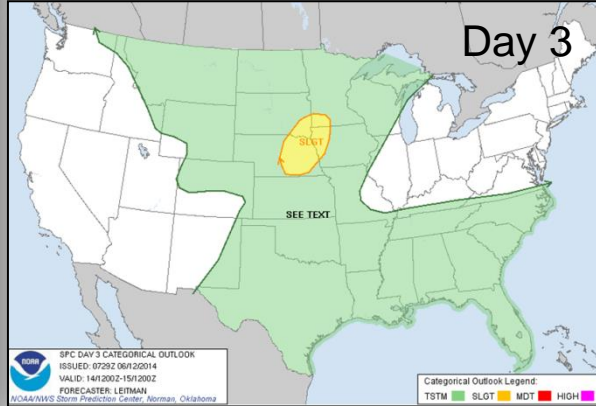 Day 3
SLGT
SEE TEXT
NOAA
SPC DAY 3 CATEGORICAL OUTLOOK
ISSUED: 0729Z 06/12/2014
VALID: 14/1200Z-15/1200Z
FORECASTER: LEITMAN
NOAA/NWS Storm Prediction Center, Norman, Oklahoma
Categorical Outlook Legend:
TSTM SLGT MDT HIGH